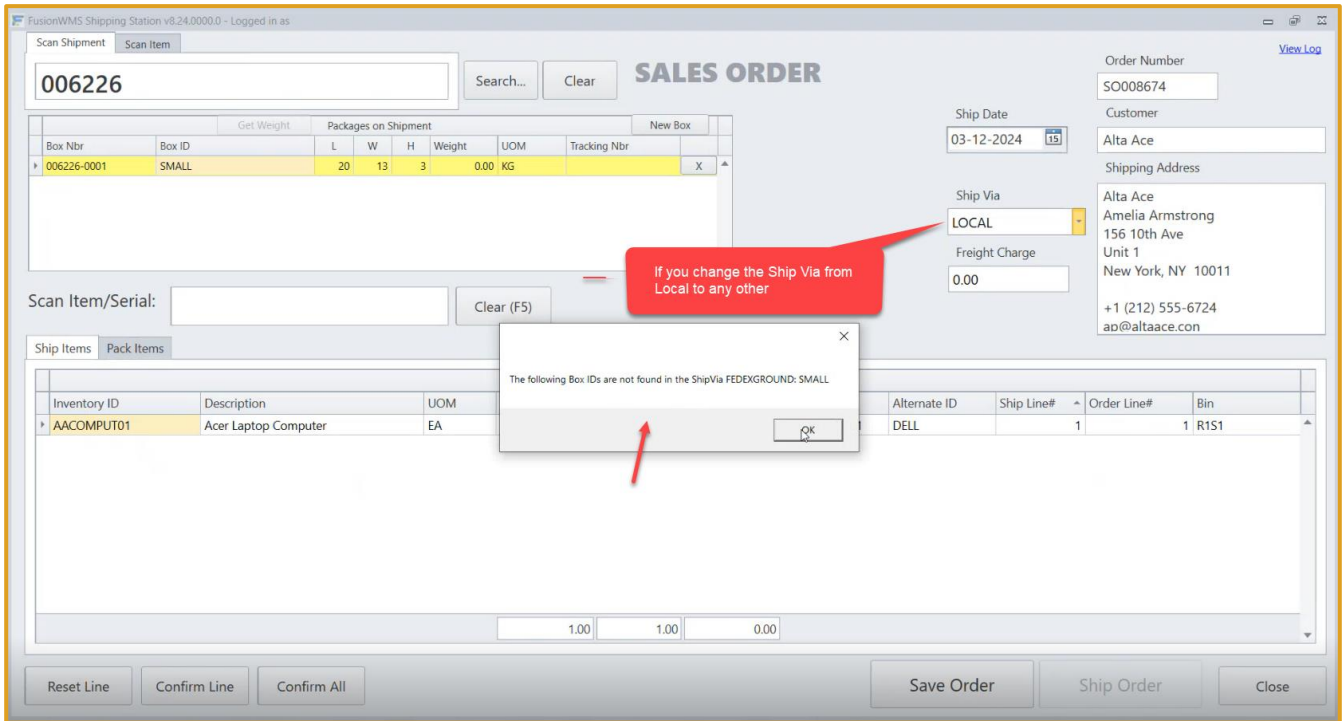 FusionWMS Shipping Station v8.24.0000.0 - Logged in as
Scan Shipment Scan Item
View Log
006226
Search...
Clear
SALES ORDER
Order Number
SO008674
Get Weight Packages on Shipment New Box
Box Nbr Box ID L W H Weight UOM Tracking Nbr
006226-0001 SMALL 20 13 3 0.00 KG X
Ship Date
03-12-2024 15
Customer
Alta Ace
Shipping Address
Alta Ace
Amelia Armstrong
156 10th Ave
Unit 1
New York, NY 10011
+1 (212) 555-6724
ap@altaace.con
Ship Via
LOCAL
Freight Charge
0.00
If you change the Ship Via from
Local to any other
Scan Item/Serial:
Clear (F5)
Ship Items Pack Items
The following Box IDs are not found in the ShipVia FEDEXGROUND: SMALL
OK
Inventory ID Description UOM Alternate ID Ship Line# Order Line# Bin
AACOMPUT01 Acer Laptop Computer EA 1 DELL 1 1 R1S1
1.00 1.00 0.00
Reset Line Confirm Line Confirm All Save Order Ship Order Close